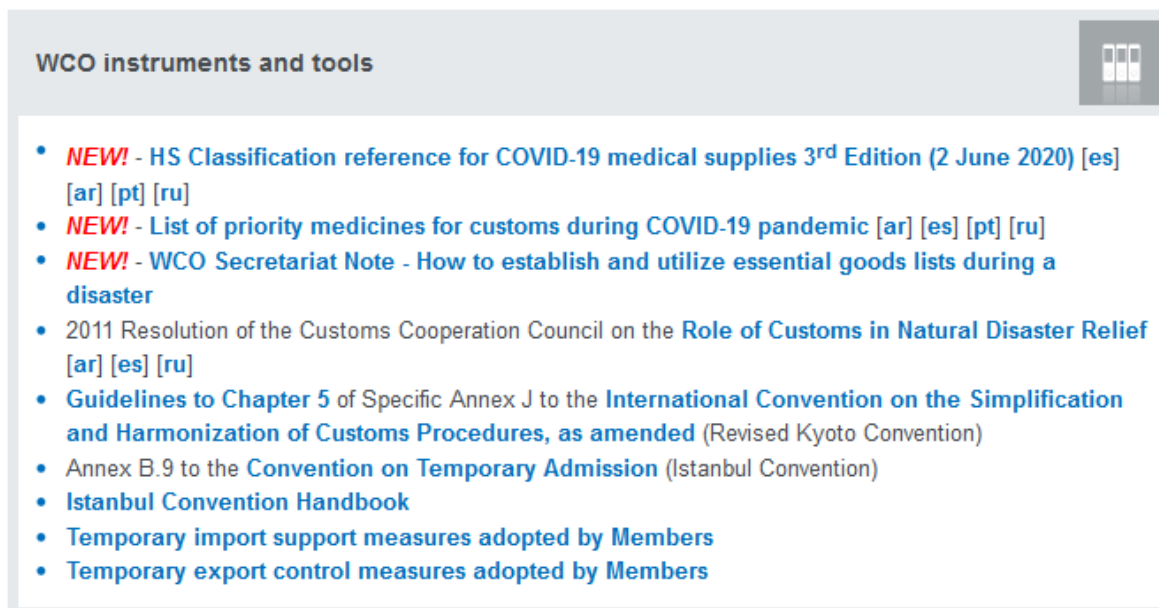 WCO instruments and tools
• NEW! - HS Classification reference for COVID-19 medical supplies 3rd Edition (2 June 2020) [es]
[ar] [pt] [ru]
• NEW! - List of priority medicines for customs during COVID-19 pandemic [ar] [es] [pt] [ru]
• NEW! - WCO Secretariat Note - How to establish and utilize essential goods lists during a
disaster
• 2011 Resolution of the Customs Cooperation Council on the Role of Customs in Natural Disaster Relief
[ar] [es] [ru]
• Guidelines to Chapter 5 of Specific Annex J to the International Convention on the Simplification
and Harmonization of Customs Procedures, as amended (Revised Kyoto Convention)
• Annex B.9 to the Convention on Temporary Admission (Istanbul Convention)
• Istanbul Convention Handbook
• Temporary import support measures adopted by Members
• Temporary export control measures adopted by Members